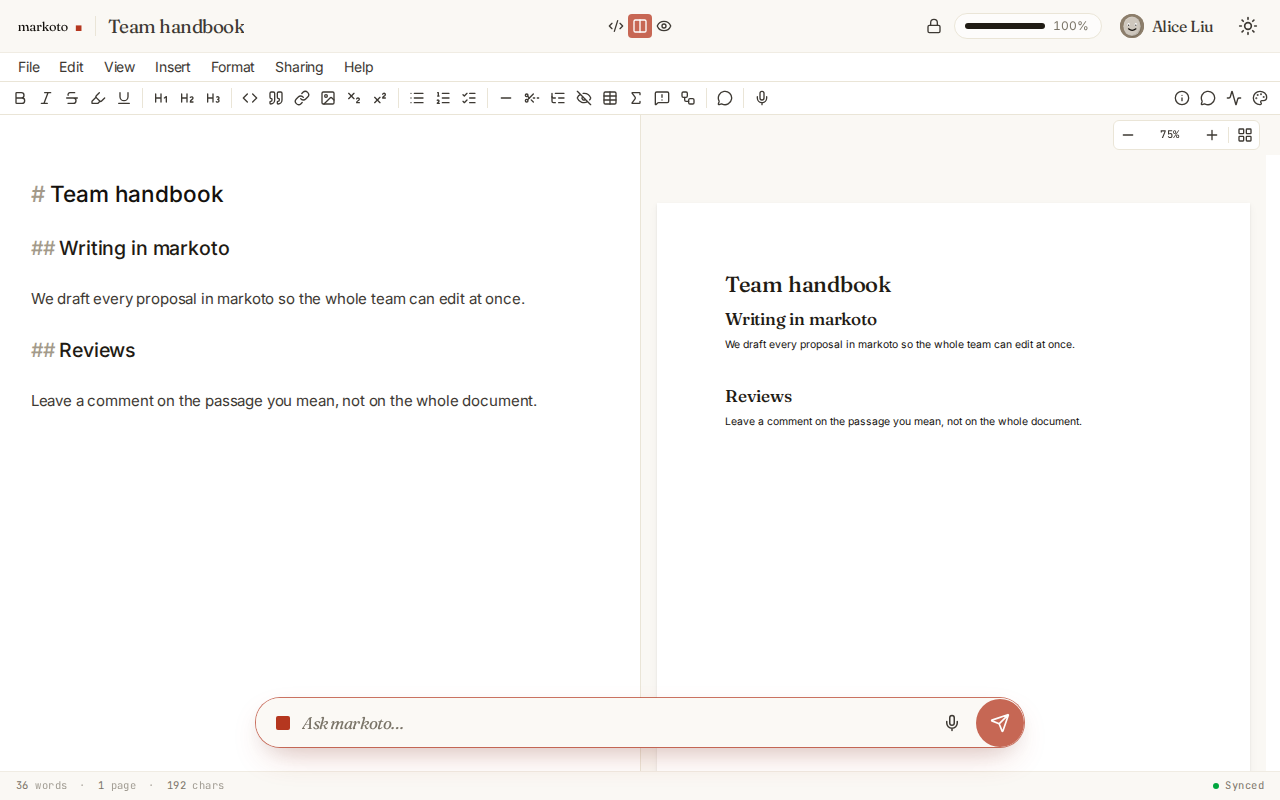 markoto
Team handbook
100%
Alice Liu
File Edit View Insert Format Sharing Help
H1 H2 H3
75%
# Team handbook
## Writing in markoto
We draft every proposal in markoto so the whole team can edit at once.
## Reviews
Leave a comment on the passage you mean, not on the whole document.
Team handbook
Writing in markoto
We draft every proposal in markoto so the whole team can edit at once.
Reviews
Leave a comment on the passage you mean, not on the whole document.
Ask markoto...
36 words · 1 page · 192 chars
Synced